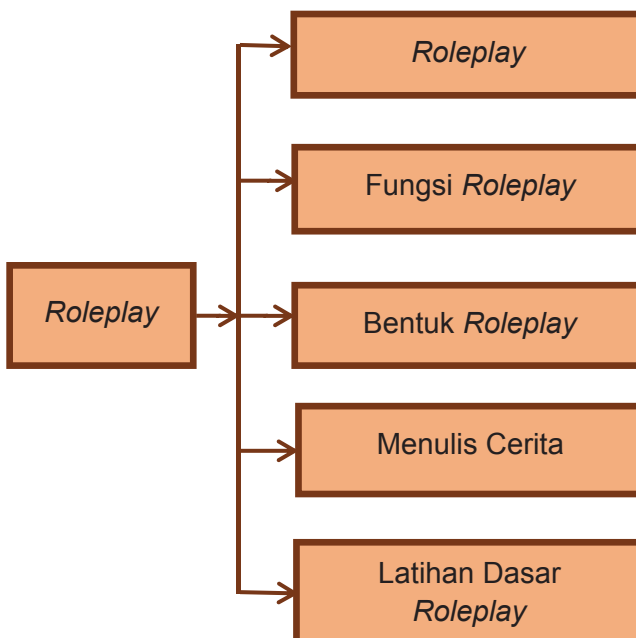 Roleplay
Fungsi Roleplay
Roleplay
Bentuk Roleplay
Menulis Cerita
Latihan Dasar
Roleplay